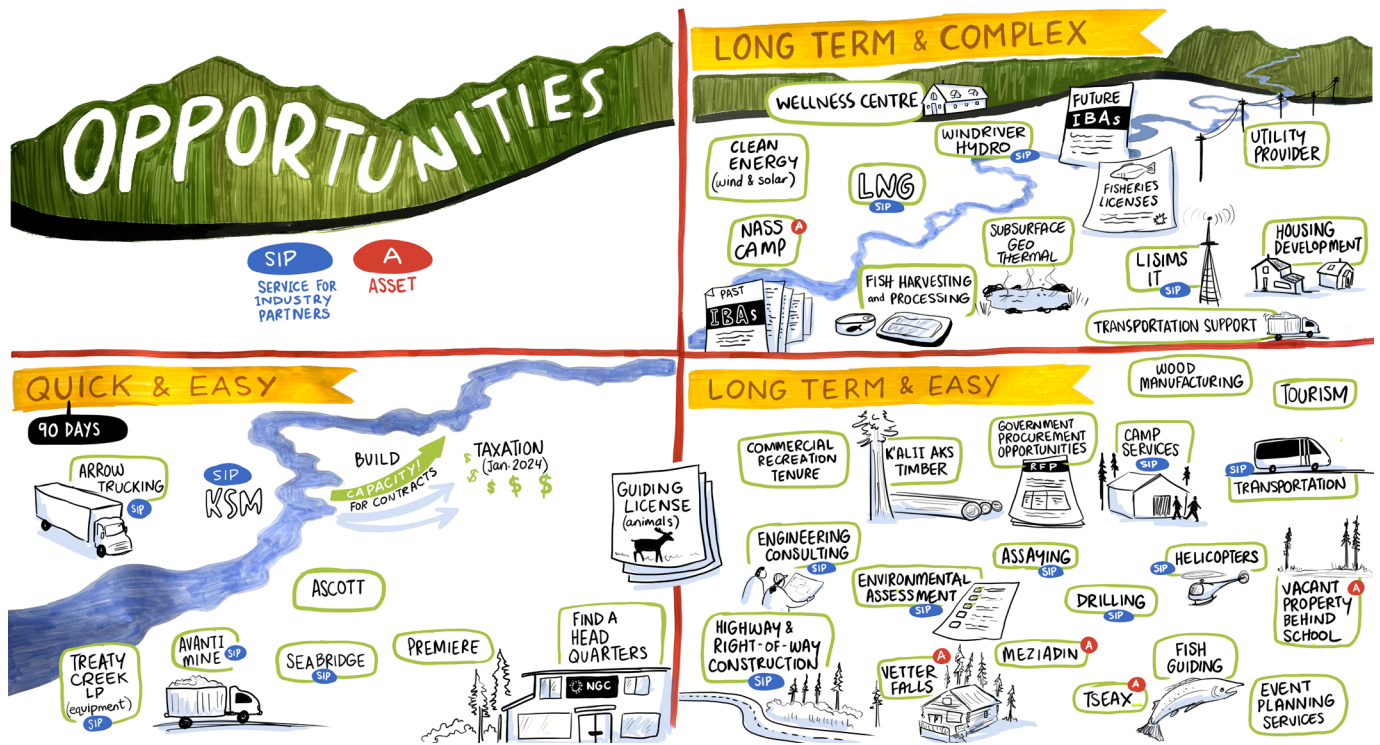 OPPORTUNITIES
SIP
SERVICE FOR
INDUSTRY
PARTNERS
A
ASSET
LONG TERM & COMPLEX
WELLNESS CENTRE
CLEAN
ENERGY
(wind & solar)
LNG
SIP
WINDRIVER
HYDRO
SIP
FUTURE
IBAs
FISHERIES
LICENSES
UTILITY
PROVIDER
NASS
CAMP
A
SUBSURFACE
GEO
THERMAL
LISIMS
IT
SIP
HOUSING
DEVELOPMENT
PAST
IBAs
FISH HARVESTING
and PROCESSING
TRANSPORTATION SUPPORT
QUICK & EASY
90 DAYS
ARROW
TRUCKING
SIP
SIP
KSM
BUILD
CAPACITY!
FOR CONTRACTS
TAXATION
(Jan. 2024)
$ $ $ $ $
ASCOTT
TREATY
CREEK
LP
(equipment)
SIP
AVANTI
MINE
SIP
SEABRIDGE
SIP
PREMIERE
FIND A
HEAD
QUARTERS
NGC
GUIDING
LICENSE
(animals)
LONG TERM & EASY
WOOD
MANUFACTURING
TOURISM
COMMERCIAL
RECREATION
TENURE
K'ALII AKS
TIMBER
GOVERNMENT
PROCUREMENT
OPPORTUNITIES
RFP
CAMP
SERVICES
SIP
SIP
TRANSPORTATION
ENGINEERING
CONSULTING
SIP
ENVIRONMENTAL
ASSESSMENT
SIP
ASSAYING
SIP
DRILLING
SIP
HELICOPTERS
SIP
VACANT
PROPERTY
BEHIND
SCHOOL
A
HIGHWAY &
RIGHT-OF-WAY
CONSTRUCTION
SIP
VETTER
FALLS
A
MEZIADIN
A
TSEAX
A
FISH
GUIDING
EVENT
PLANNING
SERVICES